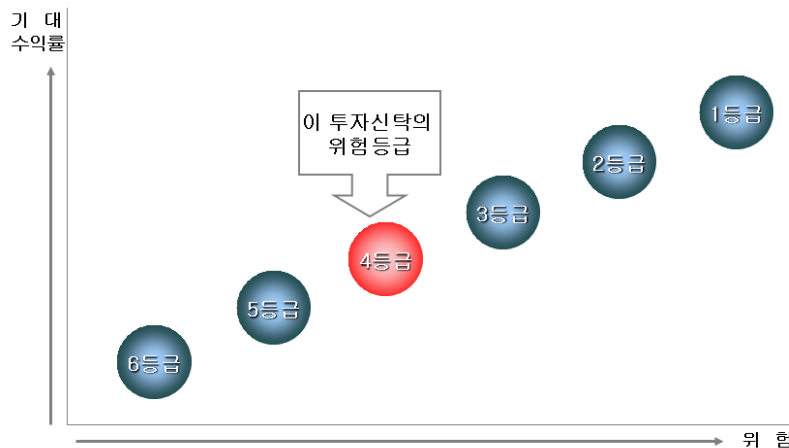 기 대
수익률
이 투자신탁의
위험등급
1등급
2등급
3등급
4등급
5등급
6등급
위 험